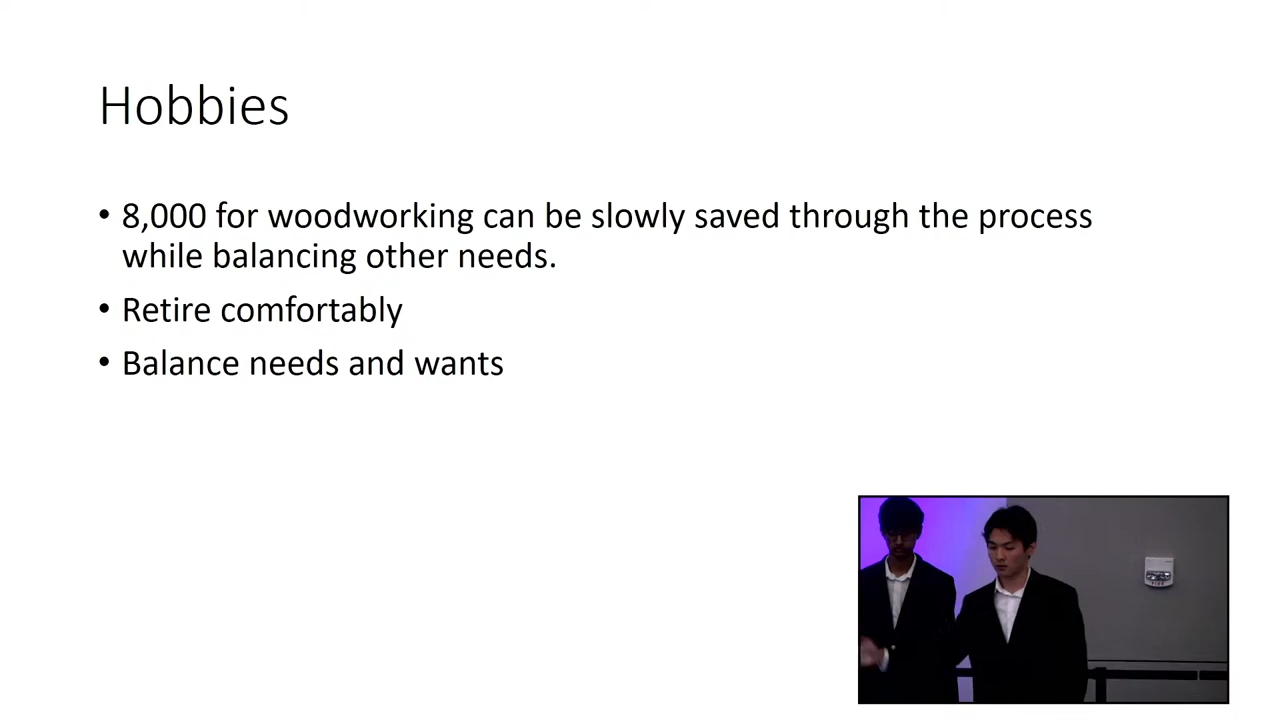 Hobbies
• 8,000 for woodworking can be slowly saved through the process
while balancing other needs.
• Retire comfortably
• Balance needs and wants